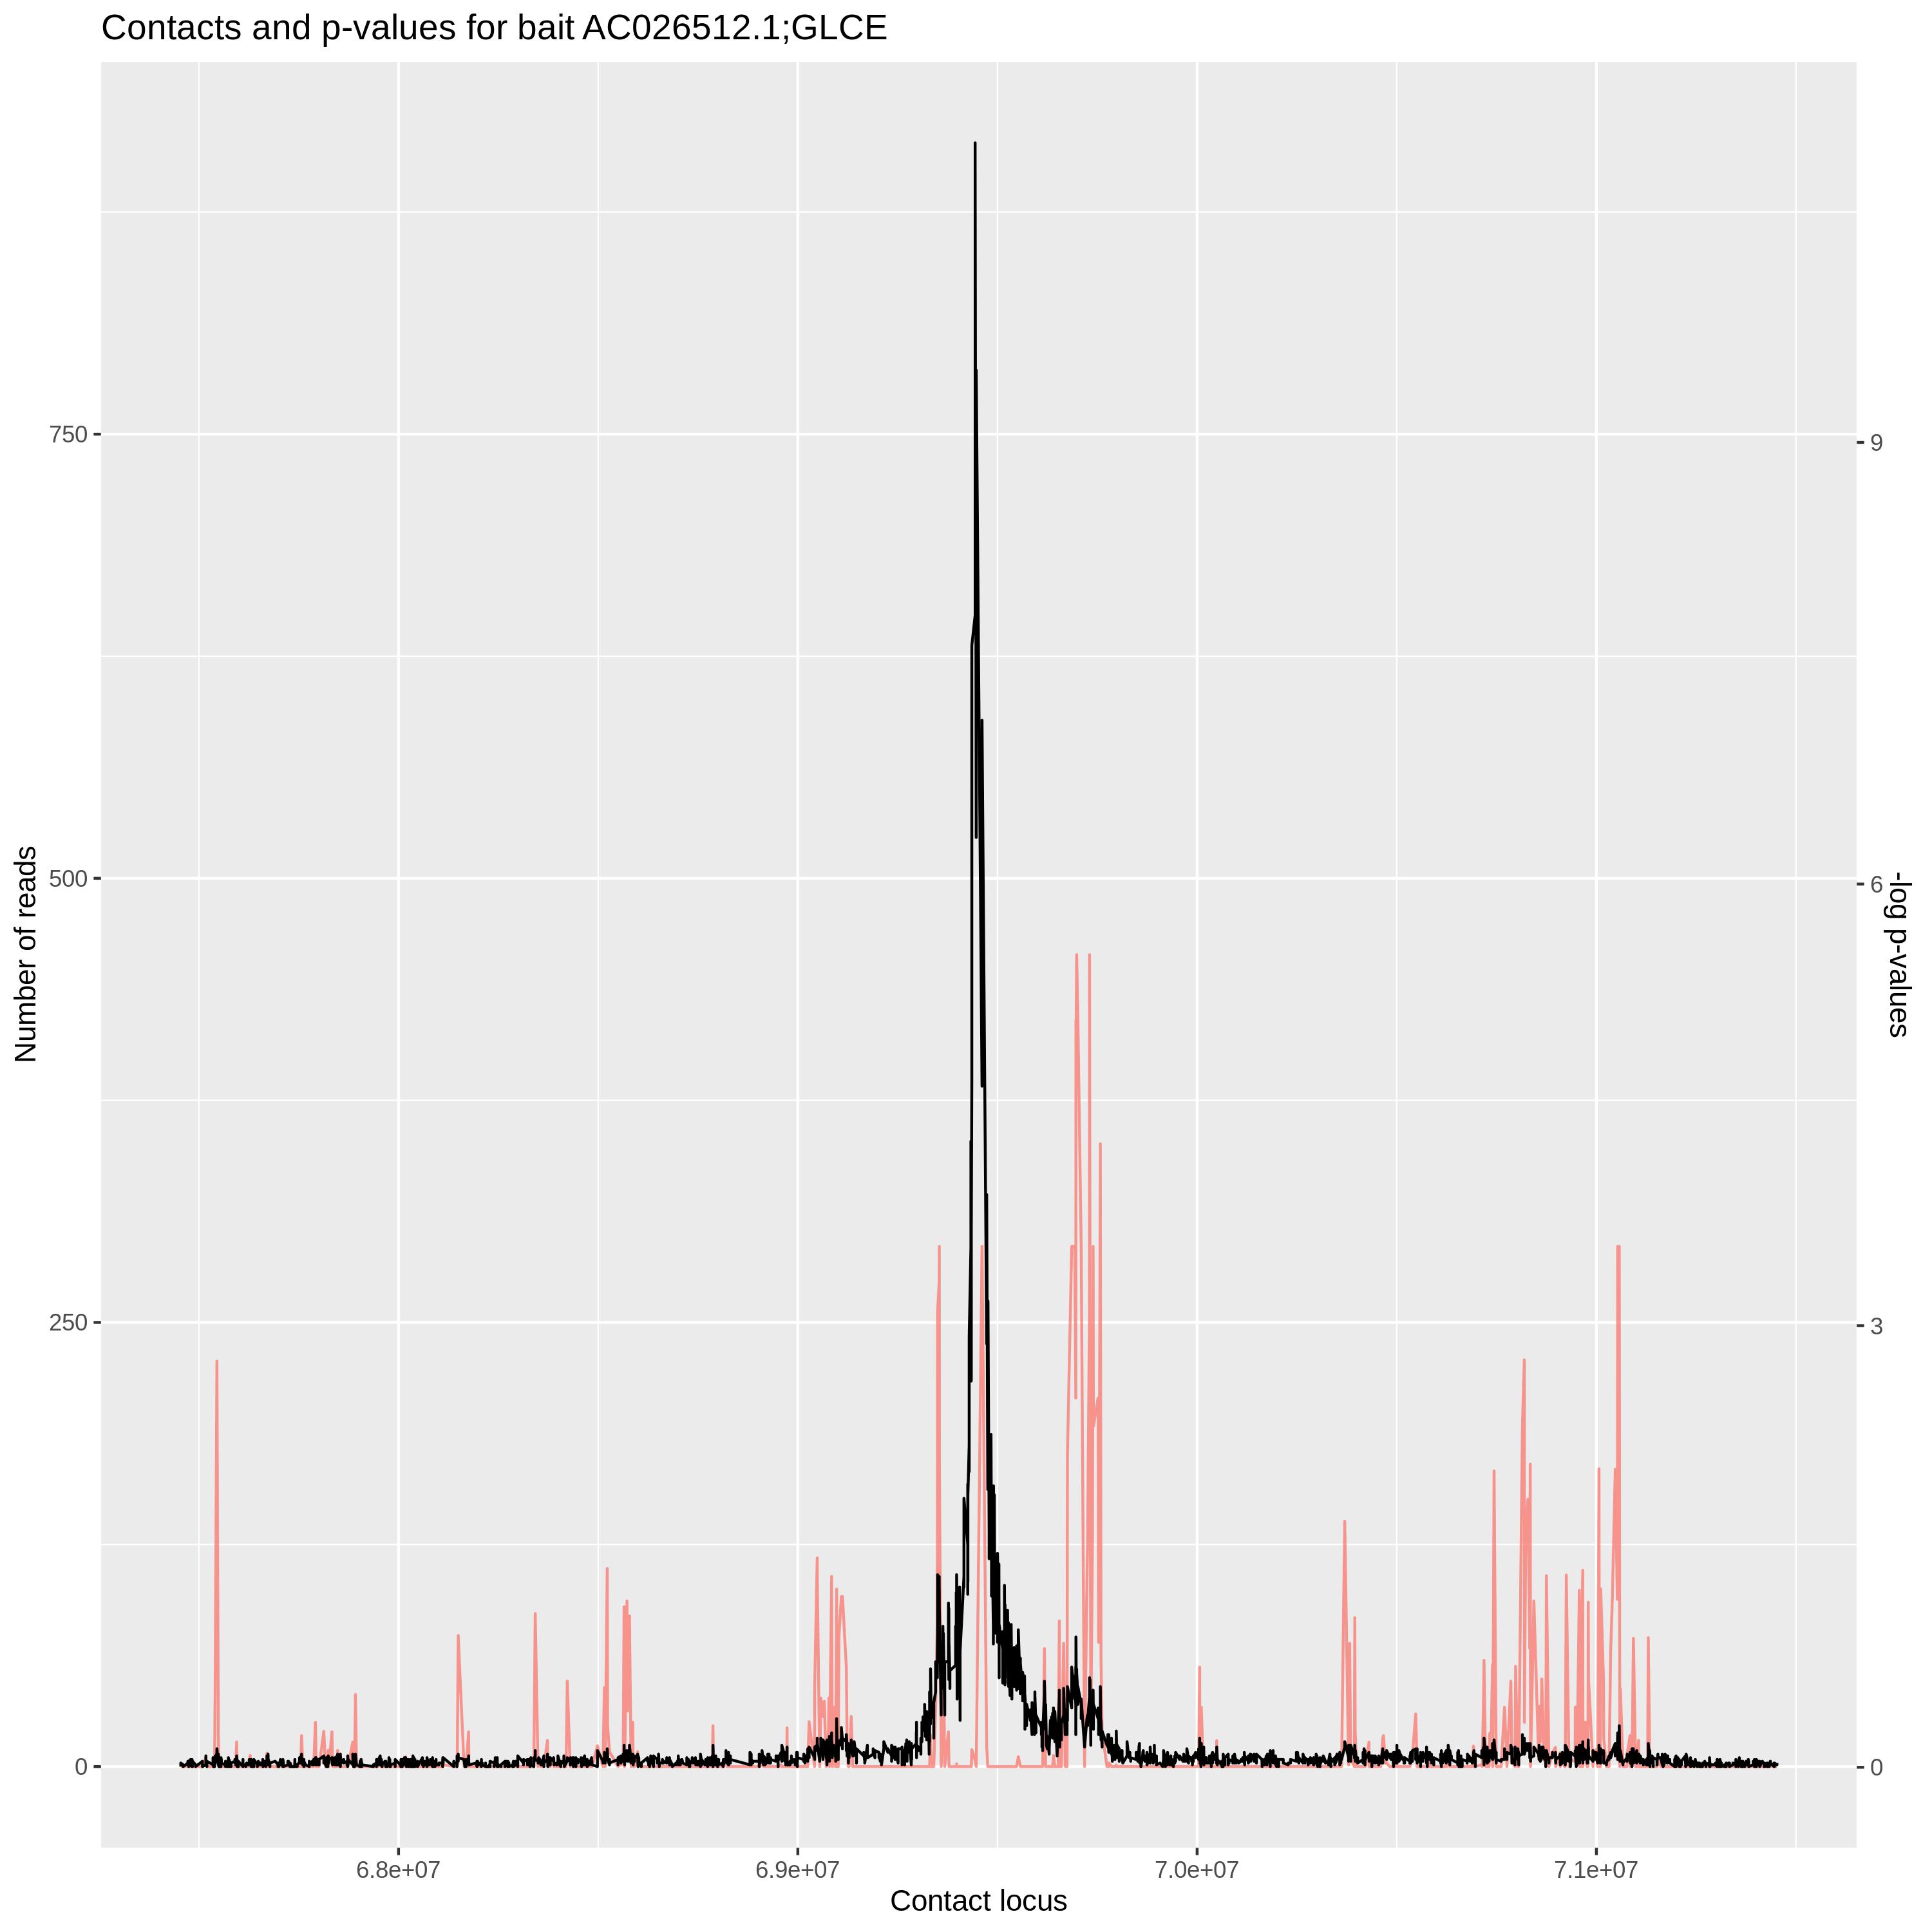 Contacts and p-values for bait AC026512.1;GLCE
750
500
250
0
9
6
3
0
Number of reads
-log p-values
6.8e+07
6.9e+07
7.0e+07
7.1e+07
Contact locus